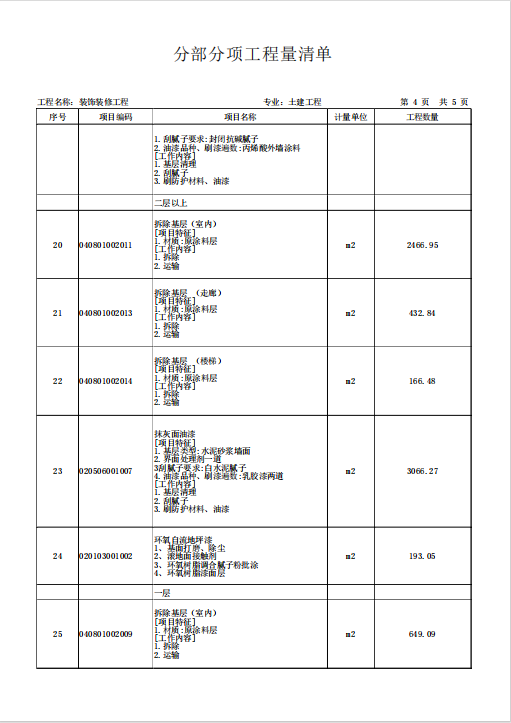 分部分项工程量清单
工程名称：装饰装修工程 专业：土建工程 第 4 页 共 5 页
序号 项目编码 项目名称 计量单位 工程数量
1.刮腻子要求:封闭抗碱腻子
2.油漆品种、刷漆遍数:丙烯酸外墙涂料
[工作内容]
1.基层清理
2.刮腻子
3.刷防护材料、油漆
二层以上
20 040801002011 拆除基层（室内） m2 2466.95
[项目特征]
1.材质:原涂料层
[工作内容]
1.拆除
2.运输
21 040801002013 拆除基层 （走廊） m2 432.84
[项目特征]
1.材质:原涂料层
[工作内容]
1.拆除
2.运输
22 040801002014 拆除基层 （楼梯） m2 166.48
[项目特征]
1.材质:原涂料层
[工作内容]
1.拆除
2.运输
23 020506001007 抹灰面油漆 m2 3066.27
[项目特征]
1.基层类型:水泥砂浆墙面
2.界面处理剂一道
3刮腻子要求:白水泥腻子
4.油漆品种、刷漆遍数:乳胶漆两道
[工作内容]
1.基层清理
2.刮腻子
3.刷防护材料、油漆
24 020103001002 环氧自流地坪漆 m2 193.05
1、基面打磨、除尘
2、滚地面接触剂
3、环氧树脂调合腻子粉批涂
4、环氧树脂漆面层
一层
25 040801002009 拆除基层（室内） m2 649.09
[项目特征]
1.材质:原涂料层
[工作内容]
1.拆除
2.运输